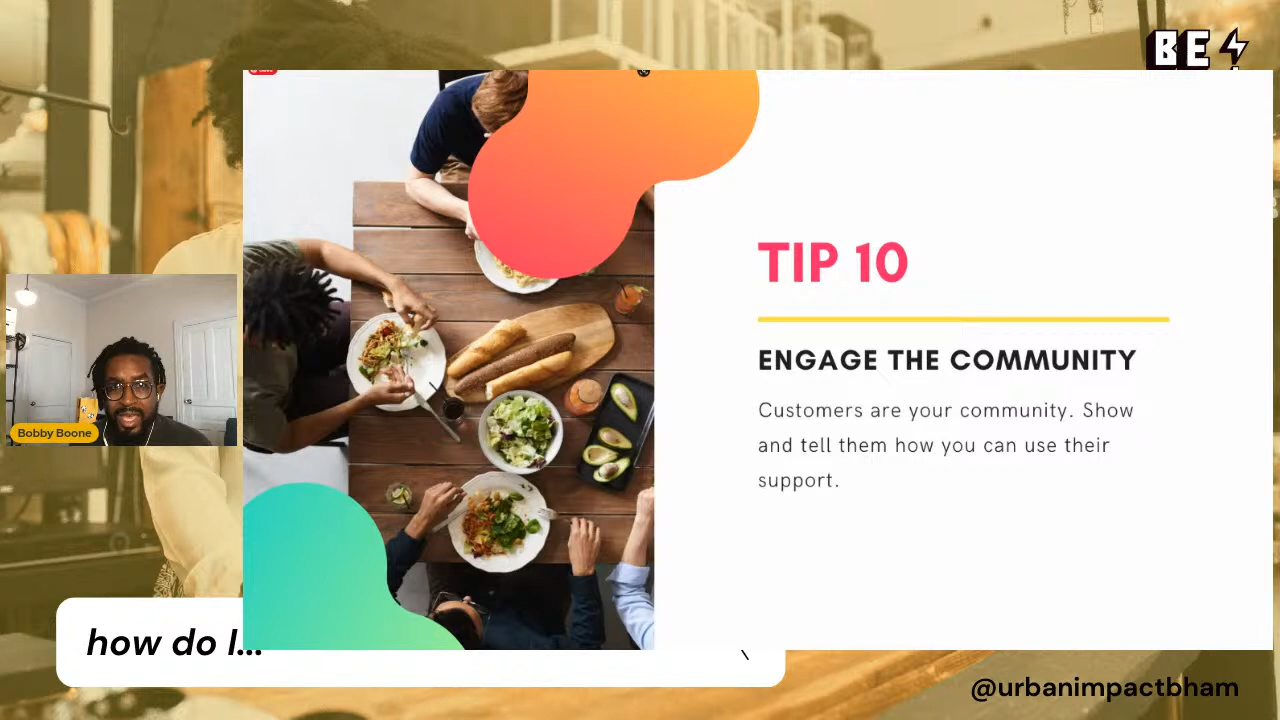 BE
TIP 10
ENGAGE THE COMMUNITY
Customers are your community. Show
and tell them how you can use their
support.
Bobby Boone
how do I...
@urbanimpactbham